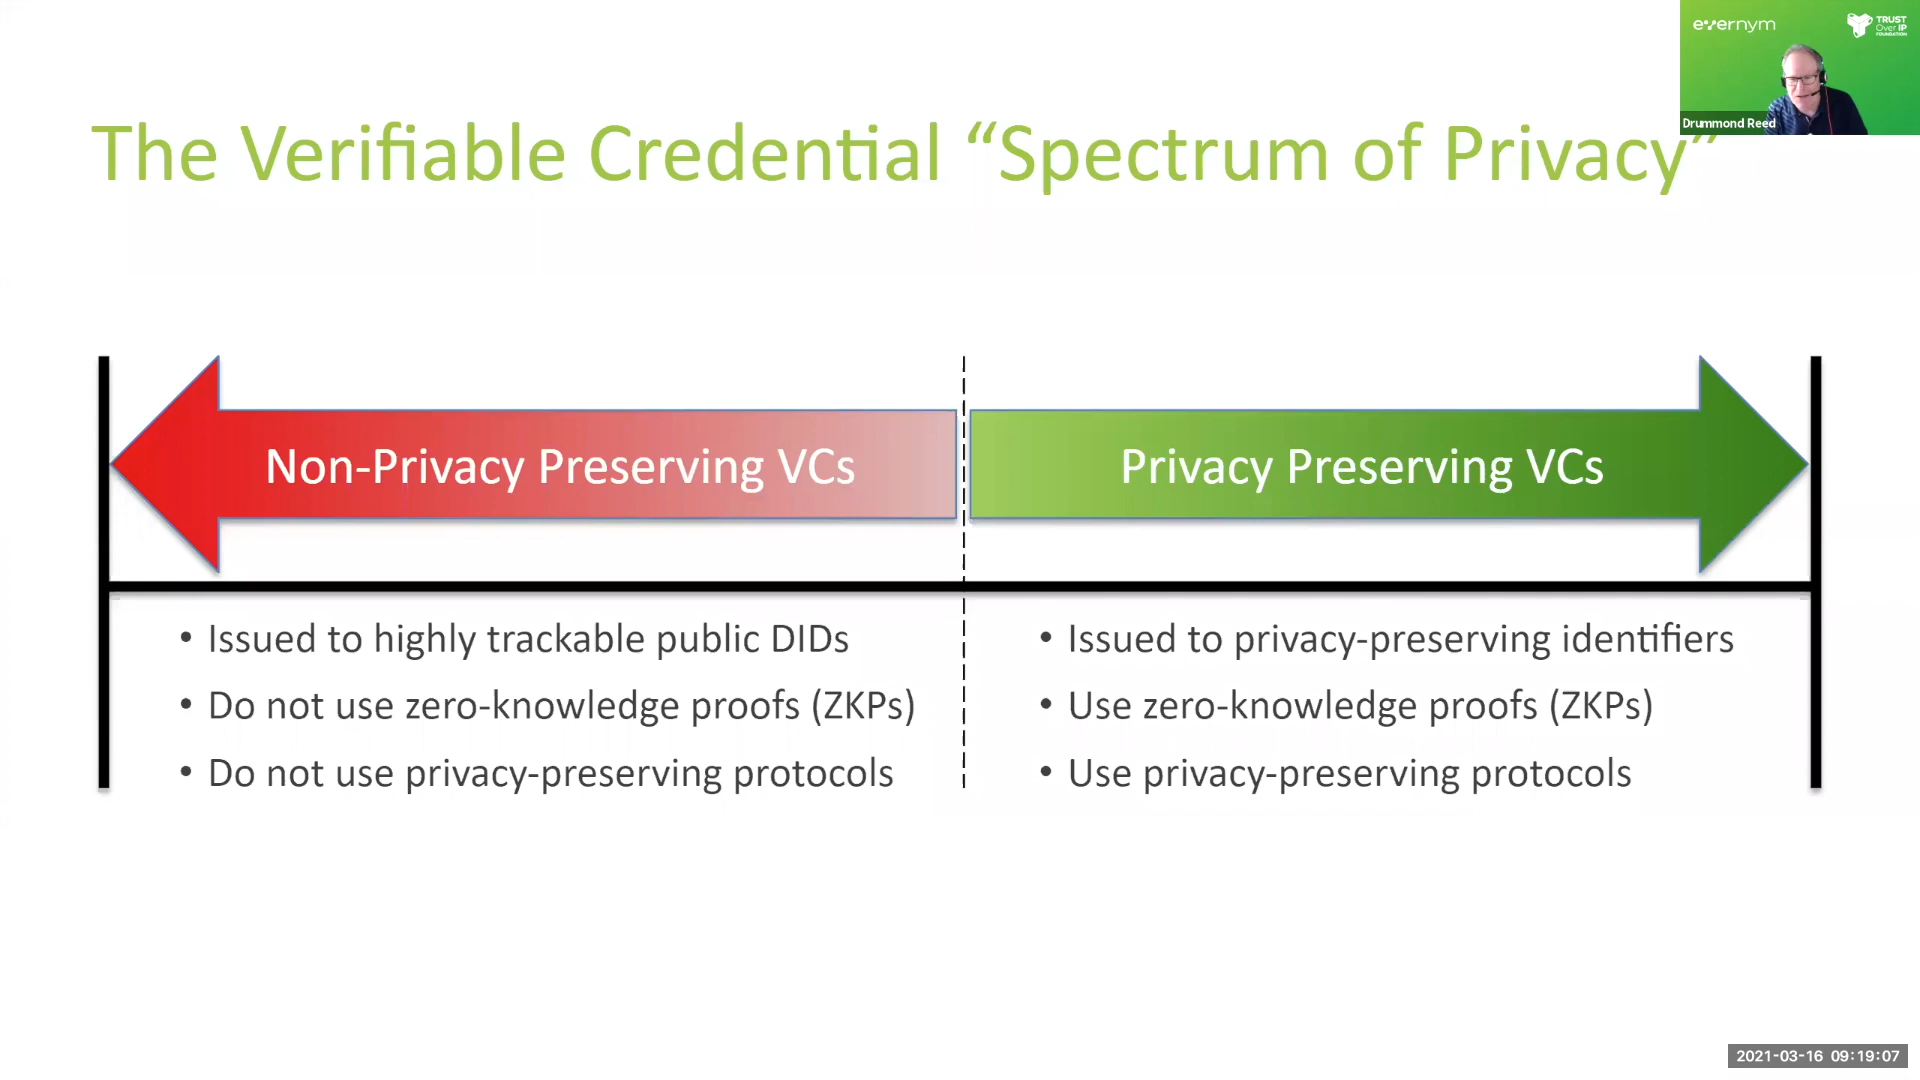 evernym
TRUST
Over IP
FOUNDATION
Drummond Reed
The Verifiable Credential “Spectrum of Privacy”
Non-Privacy Preserving VCs
Privacy Preserving VCs
• Issued to highly trackable public DIDs
• Do not use zero-knowledge proofs (ZKPs)
• Do not use privacy-preserving protocols
• Issued to privacy-preserving identifiers
• Use zero-knowledge proofs (ZKPs)
• Use privacy-preserving protocols
2021-03-16 09:19:07